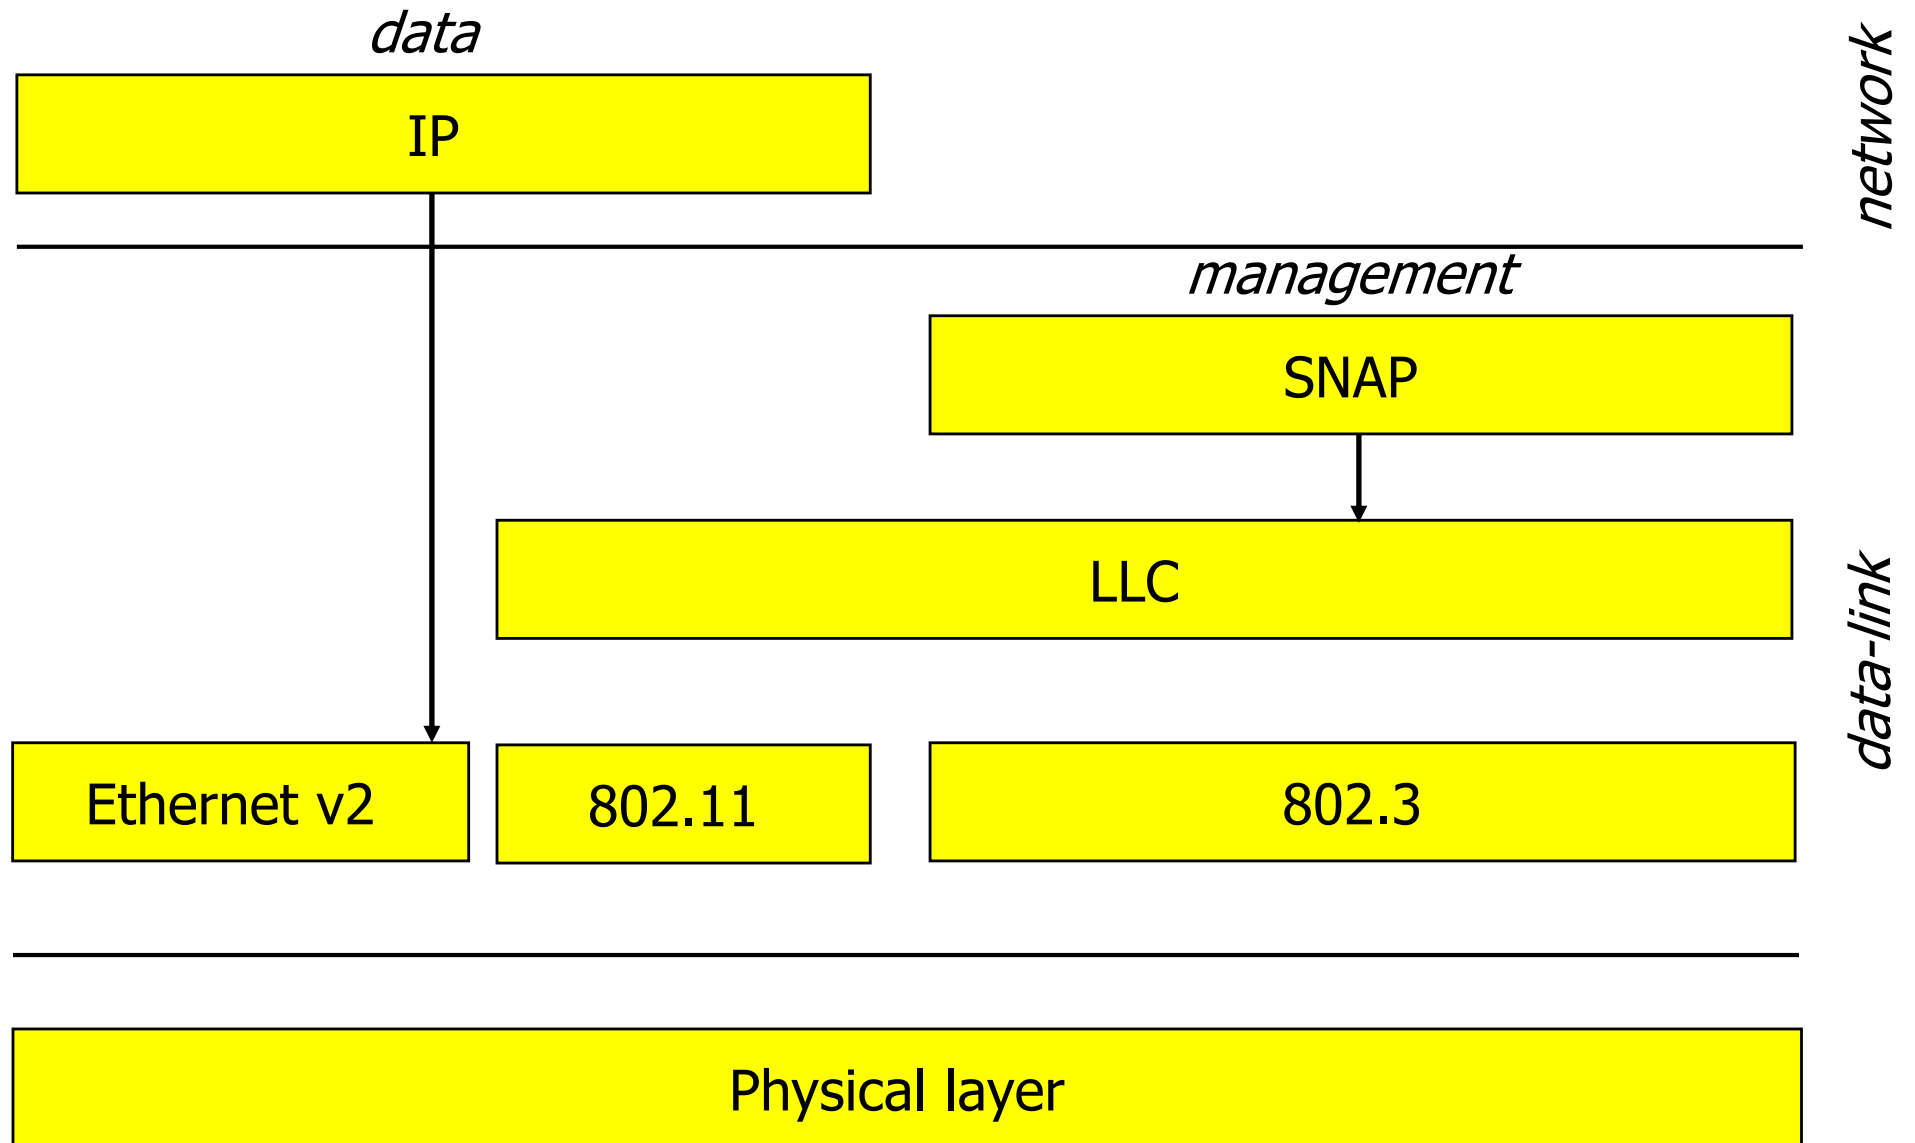 data
IP
network
management
SNAP
LLC
data-link
Ethernet v2
802.11
802.3
Physical layer